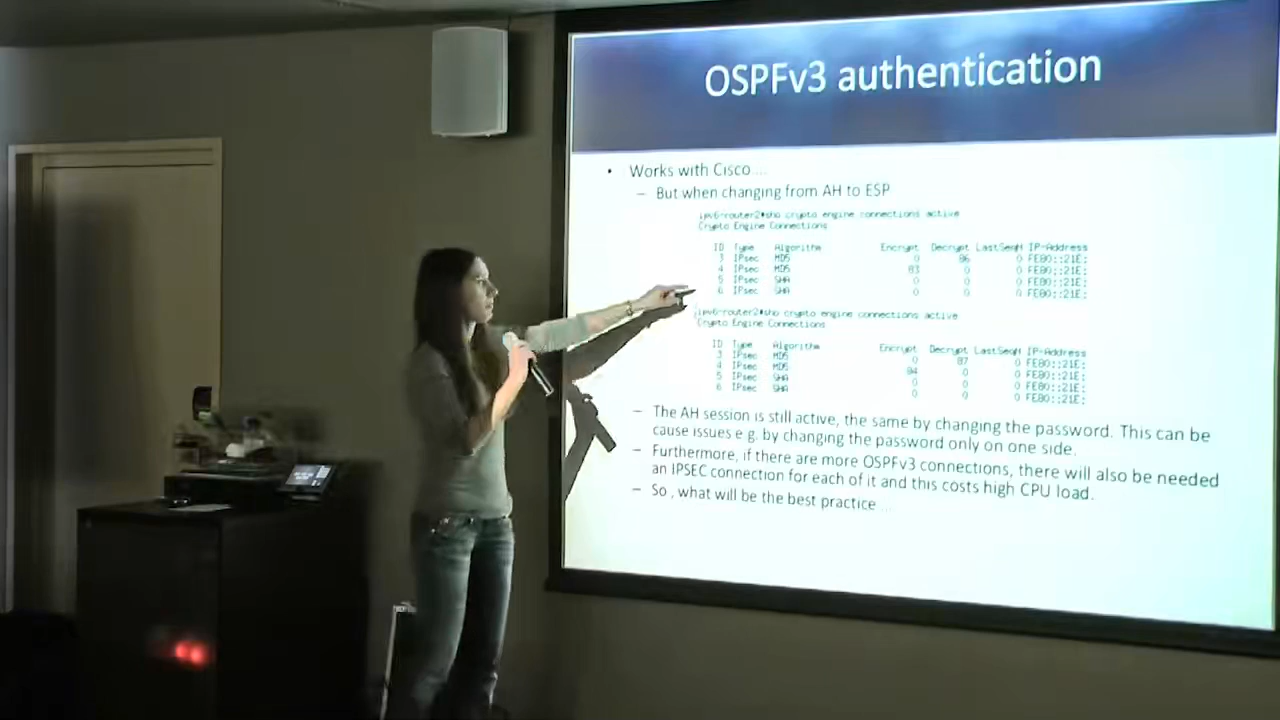 OSPFv3 authentication
• Works with Cisco....
– But when changing from AH to ESP
ipv6-router2#sho crypto engine connections active
Crypto Engine Connections
ID Type Algorithm Encrypt Decrypt LastSeqN IP-Address
3 IPsec MD5 0 86 0 FE80::21E:
4 IPsec MD5 83 0 0 FE80::21E:
5 IPsec SHA 0 0 0 FE80::21E:
6 IPsec SHA 0 0 0 FE80::21E:
ipv6-router2#sho crypto engine connections active
Crypto Engine Connections
ID Type Algorithm Encrypt Decrypt LastSeqN IP-Address
3 IPsec MD5 0 87 0 FE80::21E:
4 IPsec MD5 84 0 0 FE80::21E:
5 IPsec SHA 0 0 0 FE80::21E:
6 IPsec SHA 0 0 0 FE80::21E:
– The AH session is still active, the same by changing the password. This can be
cause issues e.g. by changing the password only on one side.
– Furthermore, if there are more OSPFv3 connections, there will also be needed
an IPSEC connection for each of it and this costs high CPU load.
– So , what will be the best practice ....